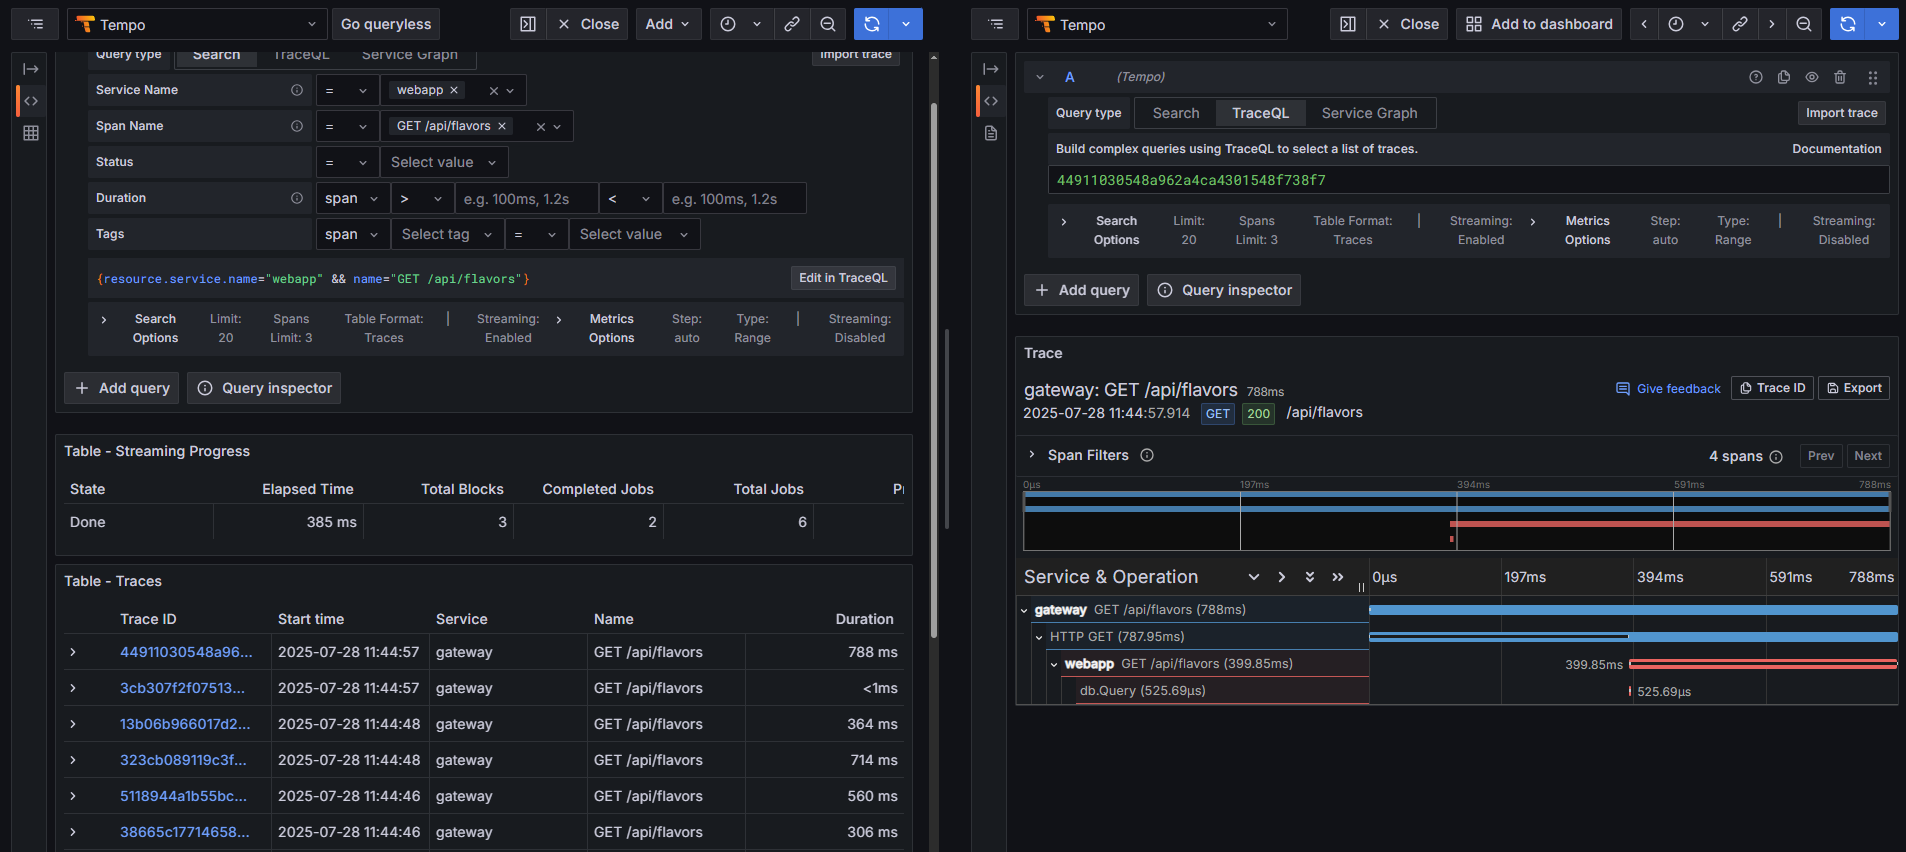 Tempo
Go queryless
Close
Add
Query type
Search
TraceQL
Service Graph
Import trace
Service Name
=
webapp
Span Name
=
GET /api/flavors
Status
=
Select value
Duration
span
>
e.g. 100ms, 1.2s
<
e.g. 100ms, 1.2s
Tags
span
Select tag
=
Select value
{resource.service.name="webapp" && name="GET /api/flavors"}
Edit in TraceQL
Search Options
Limit: 20
Spans Limit: 3
Table Format: Traces
|
Streaming: Enabled
Metrics Options
Step: auto
Type: Range
|
Streaming: Disabled
+ Add query
Query inspector
Table - Streaming Progress
State Elapsed Time Total Blocks Completed Jobs Total Jobs
Done 385 ms 3 2 6
Table - Traces
Trace ID Start time Service Name Duration
44911030548a96... 2025-07-28 11:44:57 gateway GET /api/flavors 788 ms
3cb307f2f07513... 2025-07-28 11:44:57 gateway GET /api/flavors <1ms
13b06b966017d2... 2025-07-28 11:44:48 gateway GET /api/flavors 364 ms
323cb089119c3f... 2025-07-28 11:44:48 gateway GET /api/flavors 714 ms
5118944a1b55bc... 2025-07-28 11:44:46 gateway GET /api/flavors 560 ms
38665c17714658... 2025-07-28 11:44:46 gateway GET /api/flavors 306 ms
Tempo
Close
Add to dashboard
A (Tempo)
Query type
Search
TraceQL
Service Graph
Import trace
Build complex queries using TraceQL to select a list of traces.
Documentation
44911030548a962a4ca4301548f738f7
Search Options
Limit: 20
Spans Limit: 3
Table Format: Traces
|
Streaming: Enabled
Metrics Options
Step: auto
Type: Range
|
Streaming: Disabled
+ Add query
Query inspector
Trace
gateway: GET /api/flavors 788ms
Give feedback
Trace ID
Export
2025-07-28 11:44:57.914 GET 200 /api/flavors
Span Filters
4 spans
Prev
Next
0μs 197ms 394ms 591ms 788ms
Service & Operation
0μs 197ms 394ms 591ms 788ms
gateway GET /api/flavors (788ms)
HTTP GET (787.95ms)
webapp GET /api/flavors (399.85ms)
399.85ms
db.Query (525.69μs)
525.69μs